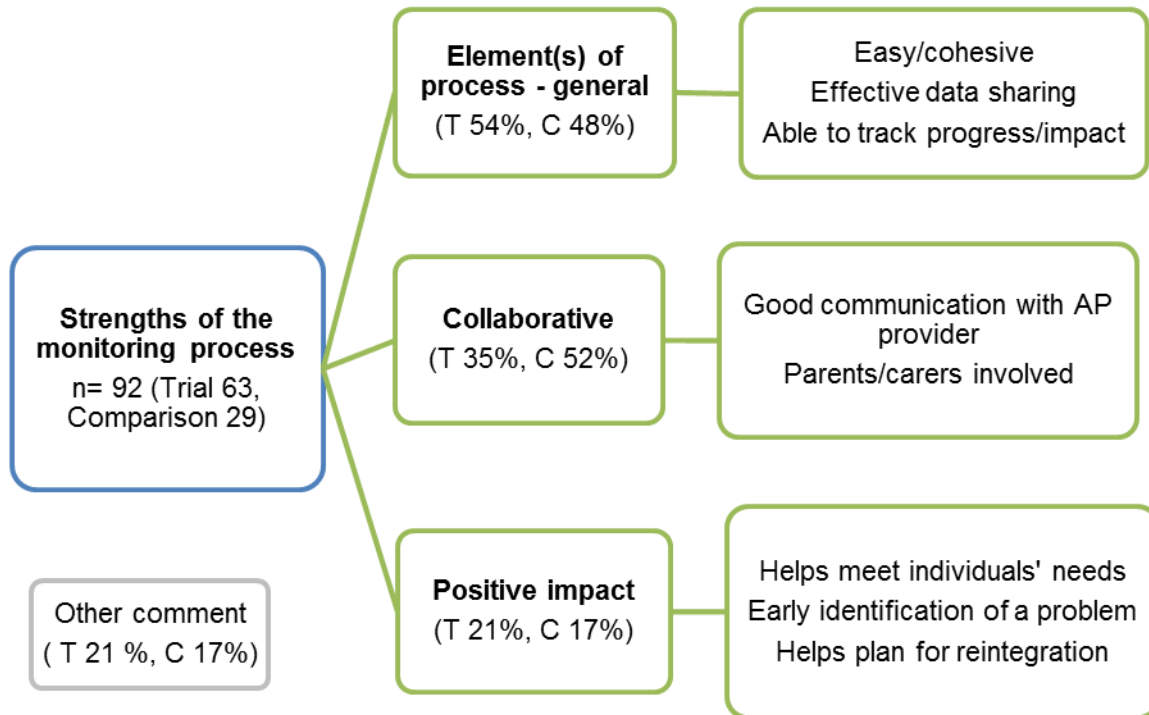 Strengths of the
monitoring process
n= 92 (Trial 63,
Comparison 29)
Element(s) of
process - general
(T 54%, C 48%)
Easy/cohesive
Effective data sharing
Able to track progress/impact
Collaborative
(T 35%, C 52%)
Good communication with AP
provider
Parents/carers involved
Positive impact
(T 21%, C 17%)
Helps meet individuals' needs
Early identification of a problem
Helps plan for reintegration
Other comment
( T 21 %, C 17%)